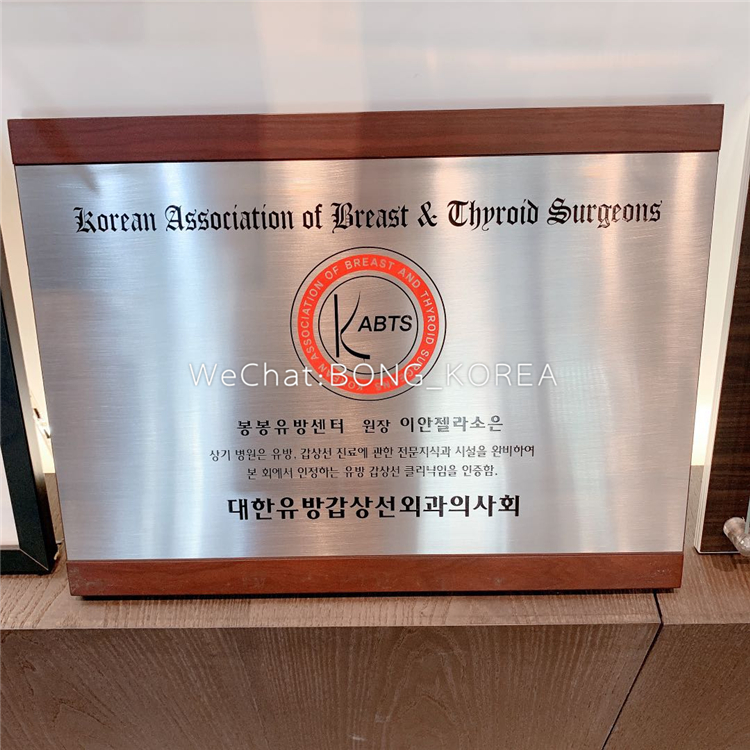 Korean Association of Breast & Thyroid Surgeons
KOREAN ASSOCIATION OF BREAST AND THYROID SURGEONS
KABTS
WeChat:BONG_KOREA
봉봉유방센터 원장 이안젤라소은
상기 병원은 유방, 갑상선 진료에 관한 전문지식과 시설을 완비하여
본 회에서 인정하는 유방 갑상선 클리닉임을 인증함.
대한유방갑상선외과의사회